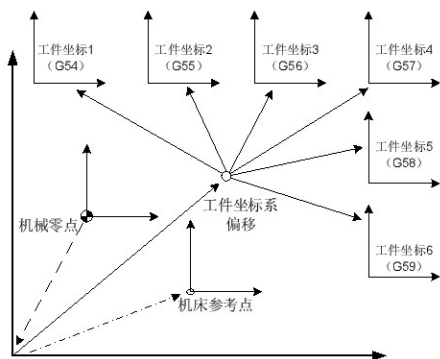 工件坐标1
（G54）
工件坐标2
（G55）
工件坐标3
（G56）
工件坐标4
（G57）
工件坐标5
（G58）
工件坐标系
偏移
机械零点
工件坐标6
（G59）
机床参考点